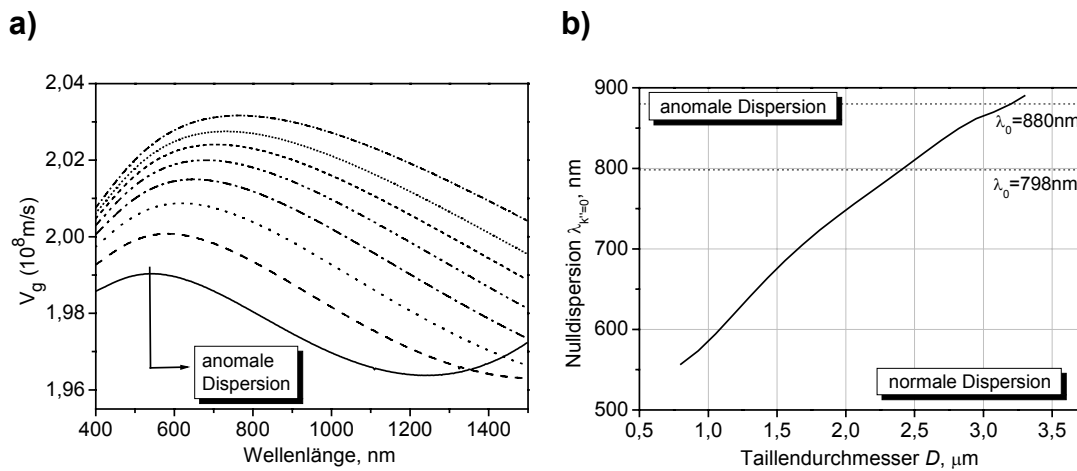 a)
2,04
2,02
2,00
1,98
1,96
V_g (10^8m/s)
anomale
Dispersion
400 600 800 1000 1200 1400
Wellenlänge, nm
b)
900
800
700
600
500
Nulldispersion λ_k''=0, nm
anomale Dispersion
λ_0=880nm
λ_0=798nm
normale Dispersion
0,5 1,0 1,5 2,0 2,5 3,0 3,5
Taillendurchmesser D, μm